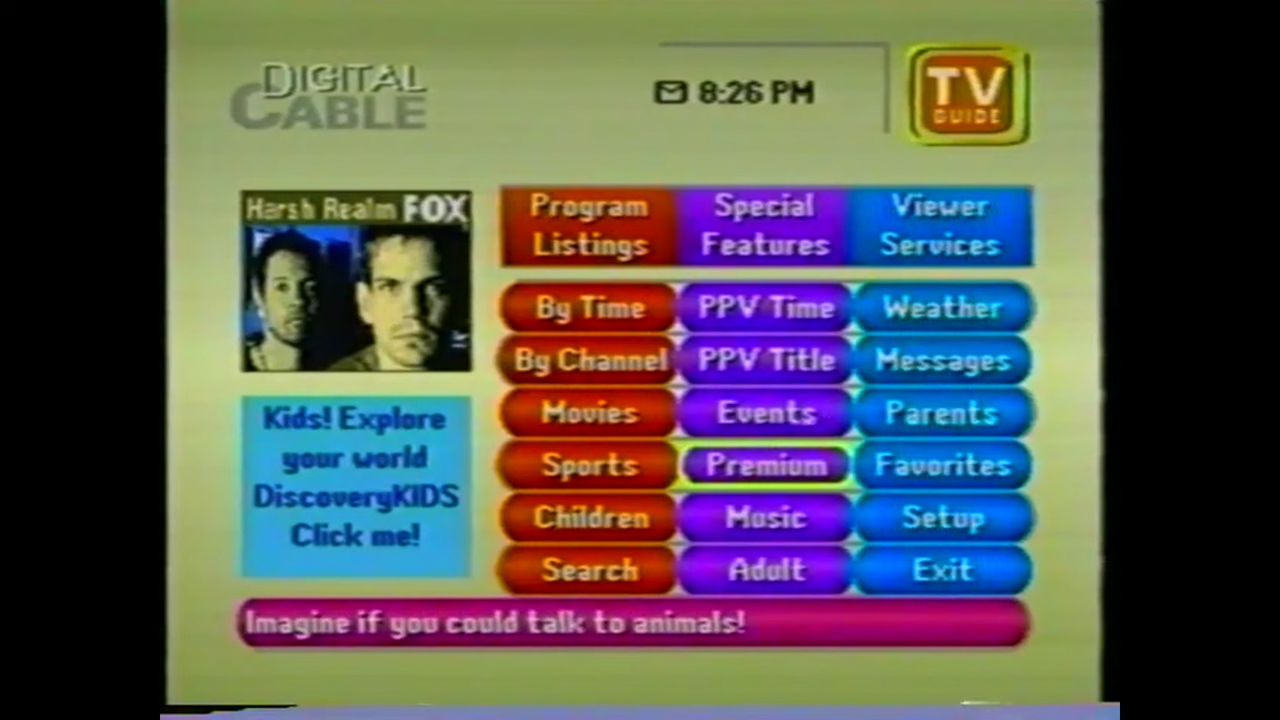 DIGITAL
CABLE
8:26 PM
TV
GUIDE
Harsh Realm FOX
Kids! Explore
your world
DiscoveryKIDS
Click me!
Program
Listings
Special
Features
Viewer
Services
By Time
PPV Time
Weather
By Channel
PPV Title
Messages
Movies
Events
Parents
Sports
Premium
Favorites
Children
Music
Setup
Search
Adult
Exit
Imagine if you could talk to animals!